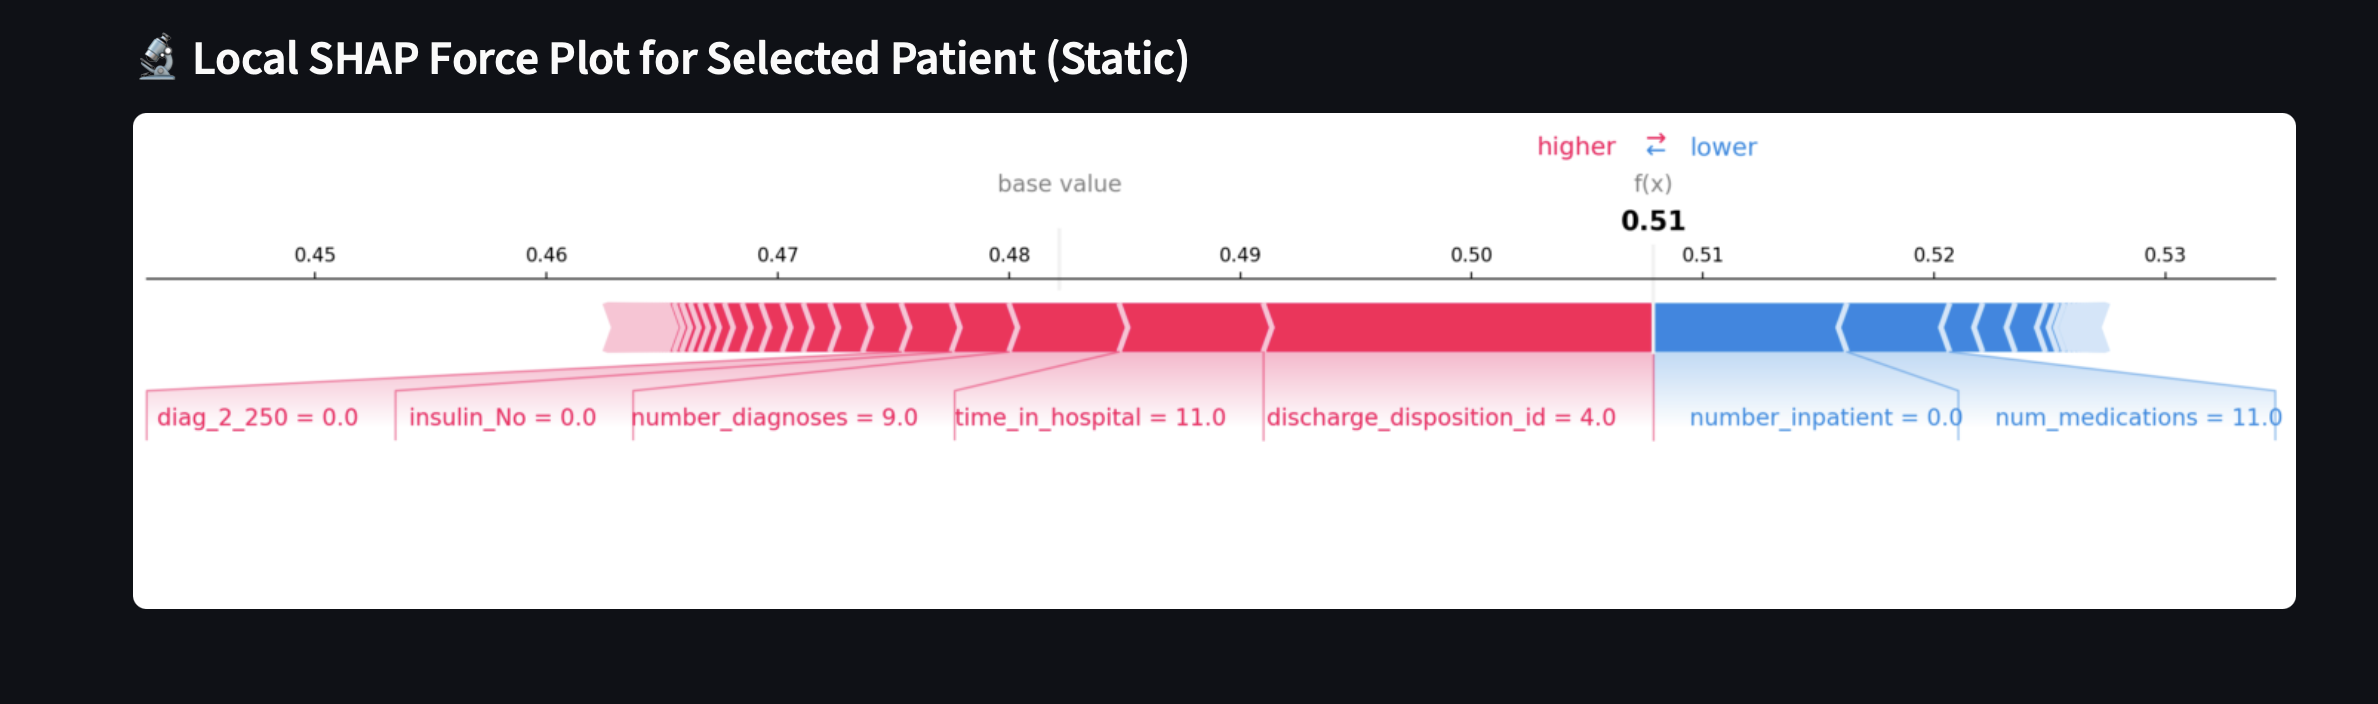 Local SHAP Force Plot for Selected Patient (Static)
higher ⇄ lower
base value f(x)
0.51
0.45 0.46 0.47 0.48 0.49 0.50 0.51 0.52 0.53
diag_2_250 = 0.0 insulin_No = 0.0 number_diagnoses = 9.0 time_in_hospital = 11.0 discharge_disposition_id = 4.0 number_inpatient = 0.0 num_medications = 11.0